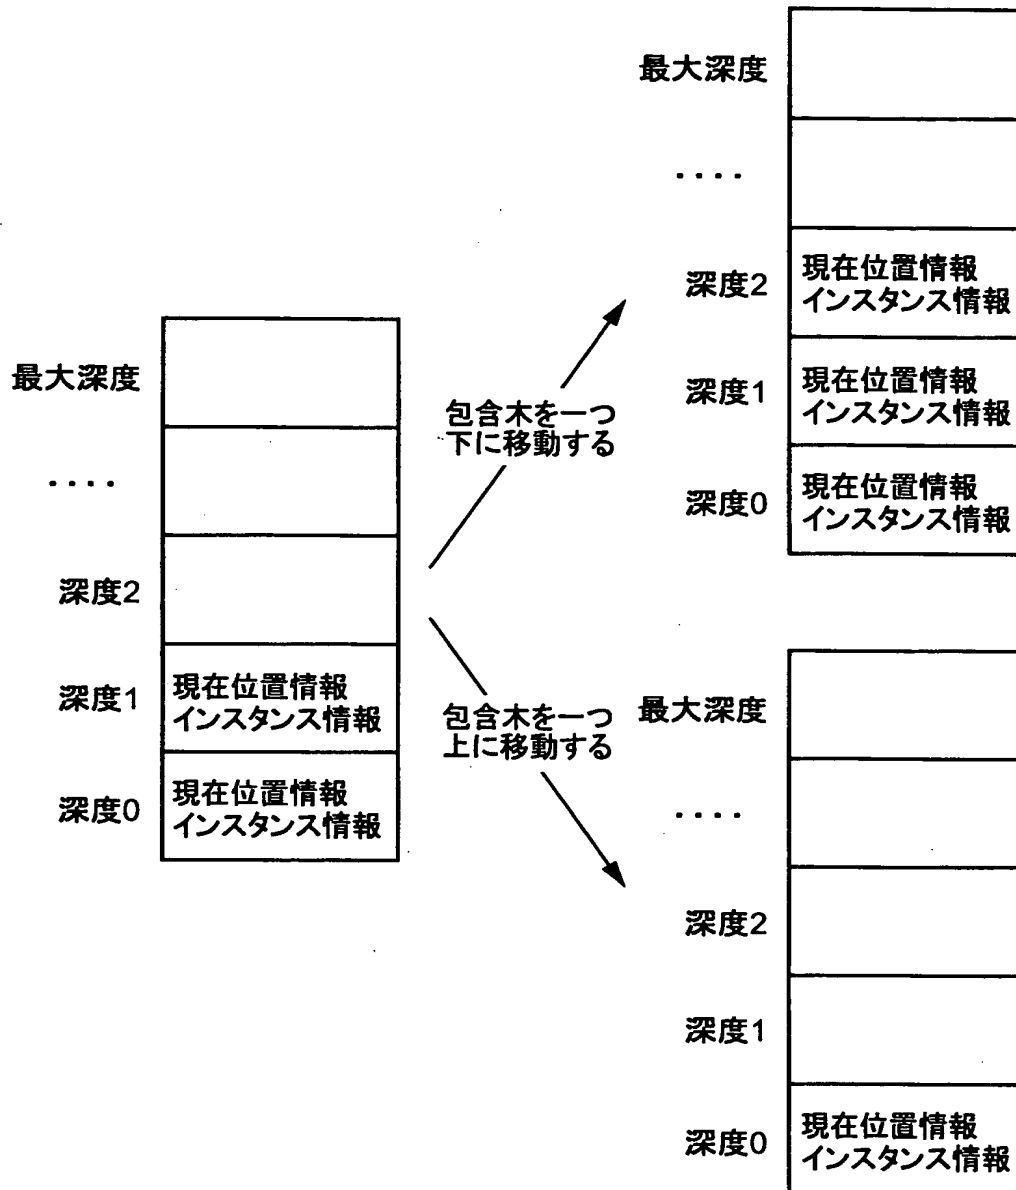 最大深度
....
深度2
深度1
現在位置情報
インスタンス情報
深度0
現在位置情報
インスタンス情報
包含木を一つ
下に移動する
包含木を一つ
上に移動する
最大深度
....
深度2
現在位置情報
インスタンス情報
深度1
現在位置情報
インスタンス情報
深度0
現在位置情報
インスタンス情報
最大深度
....
深度2
深度1
深度0
現在位置情報
インスタンス情報